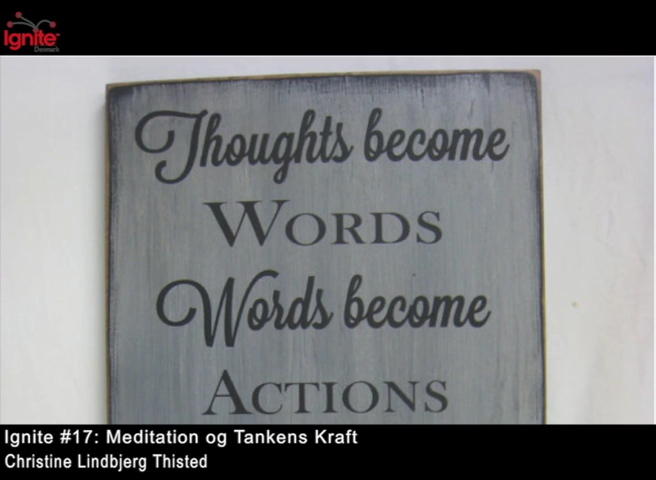 Ignite
Denmark
Thoughts become
WORDS
Words become
ACTIONS
Ignite #17: Meditation og Tankens Kraft
Christine Lindbjerg Thisted